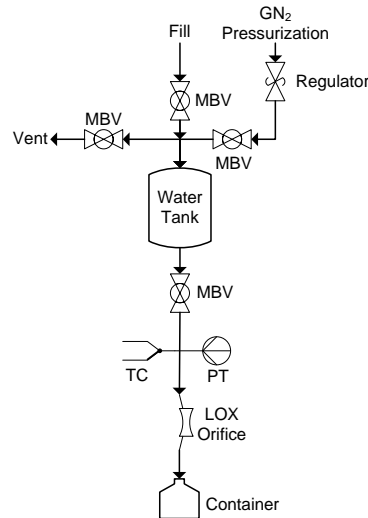 GN₂
Fill
Pressurization
MBV
Regulator
MBV
Vent
MBV
Water
Tank
MBV
TC
PT
LOX
Orifice
Container